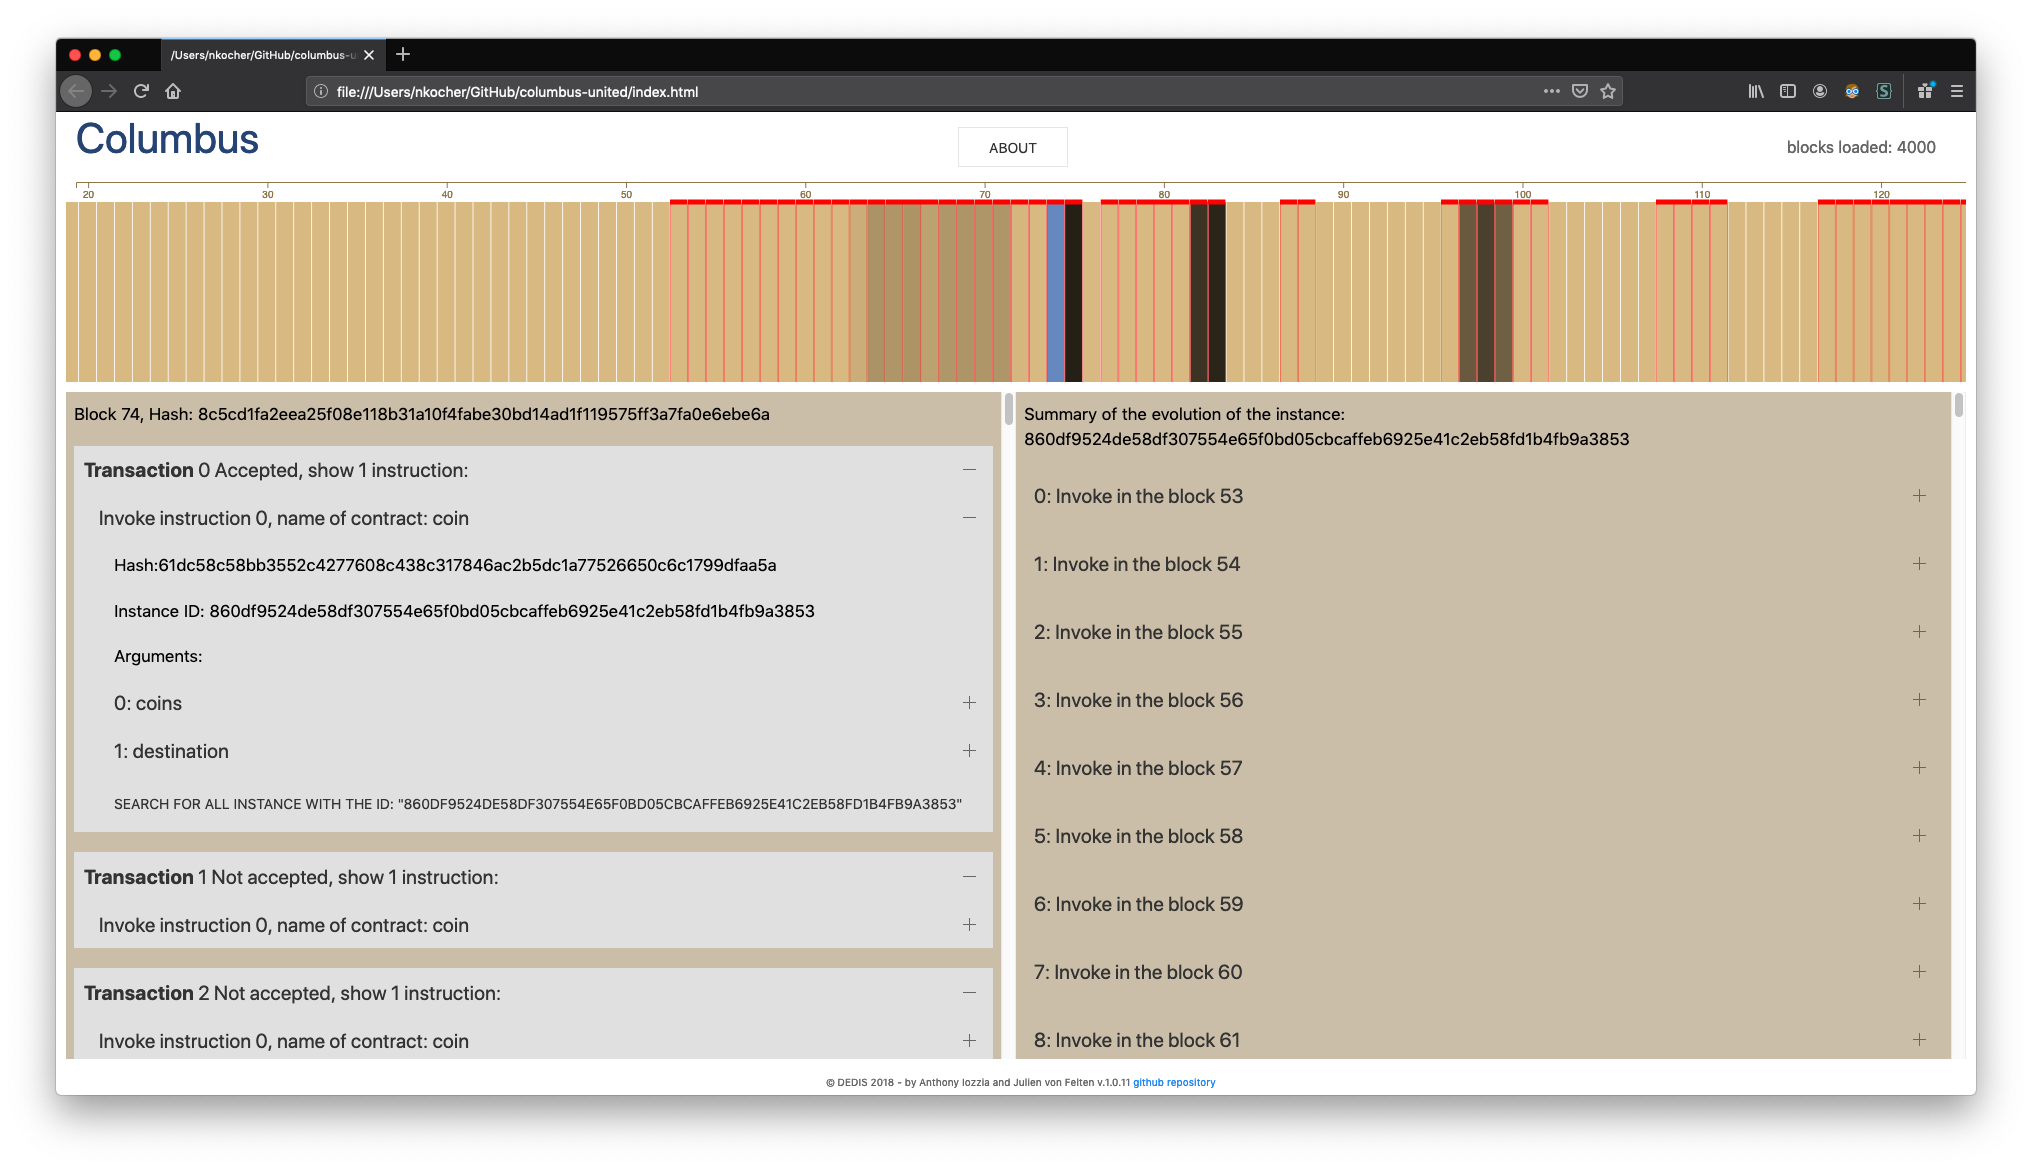 /Users/nkocher/GitHub/columbus-u
file:///Users/nkocher/GitHub/columbus-united/index.html
Columbus
ABOUT
blocks loaded: 4000
20 30 40 50 60 70 80 90 100 110 120
Block 74, Hash: 8c5cd1fa2eea25f08e118b31a10f4fabe30bd14ad1f119575ff3a7fa0e6ebe6a
Transaction 0 Accepted, show 1 instruction:
Invoke instruction 0, name of contract: coin
Hash:61dc58c58bb3552c4277608c438c317846ac2b5dc1a77526650c6c1799dfaa5a
Instance ID: 860df9524de58df307554e65f0bd05cbcaffeb6925e41c2eb58fd1b4fb9a3853
Arguments:
0: coins
1: destination
SEARCH FOR ALL INSTANCE WITH THE ID: "860DF9524DE58DF307554E65F0BD05CBCAFFEB6925E41C2EB58FD1B4FB9A3853"
Transaction 1 Not accepted, show 1 instruction:
Invoke instruction 0, name of contract: coin
Transaction 2 Not accepted, show 1 instruction:
Invoke instruction 0, name of contract: coin
Summary of the evolution of the instance:
860df9524de58df307554e65f0bd05cbcaffeb6925e41c2eb58fd1b4fb9a3853
0: Invoke in the block 53
1: Invoke in the block 54
2: Invoke in the block 55
3: Invoke in the block 56
4: Invoke in the block 57
5: Invoke in the block 58
6: Invoke in the block 59
7: Invoke in the block 60
8: Invoke in the block 61
© DEDIS 2018 - by Anthony Iozzia and Julien von Felten v.1.0.11 github repository